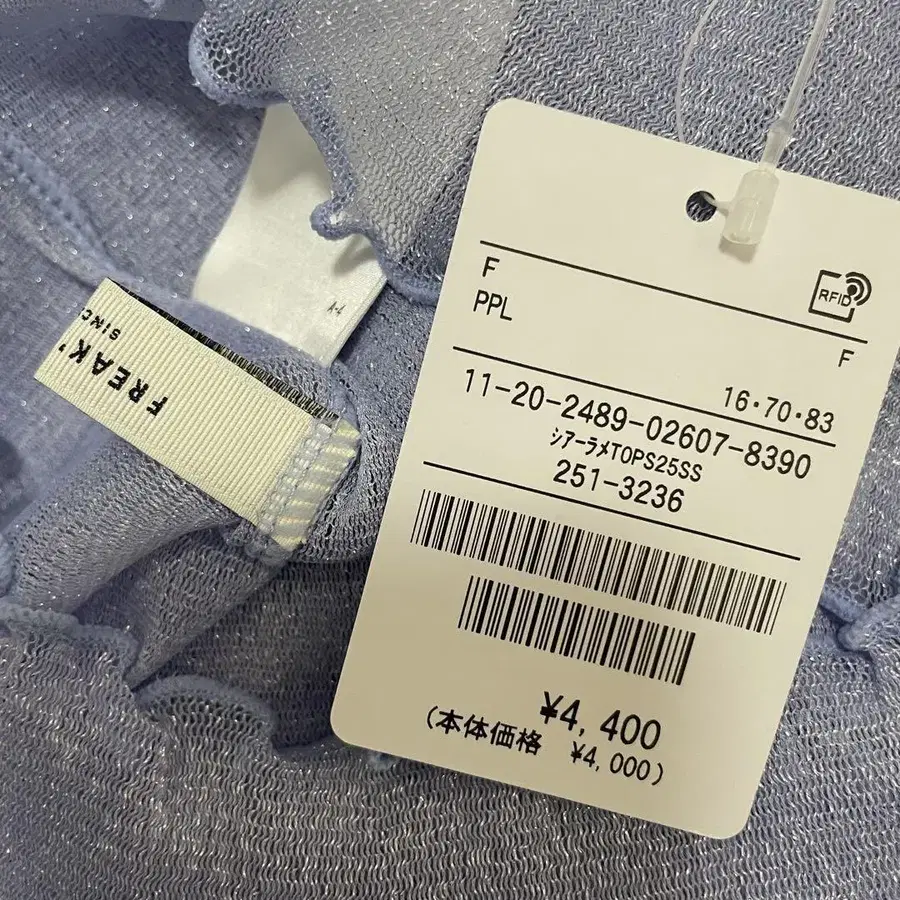 F
RFID
PPL
F
16・70・83
11-20-2489-02607-8390
シアーラメTOPS25SS
251-3236
¥4,400
(本体価格 ¥4,000)
FREAK'
SINC
A-4